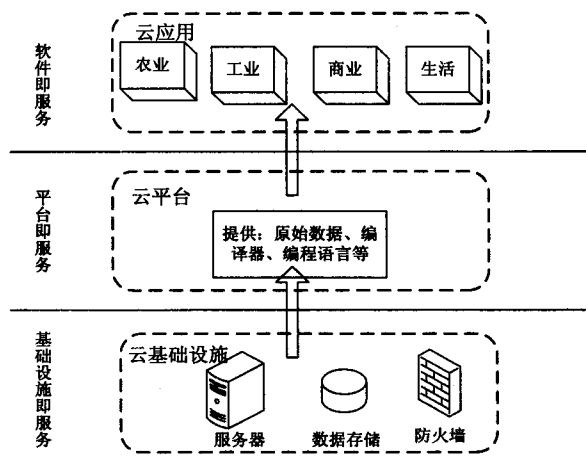 软件即服务
云应用
农业
工业
商业
生活
平台即服务
云平台
提供：原始数据、编
译器、编程语言等
基础设施即服务
云基础设施
服务器
数据存储
防火墙